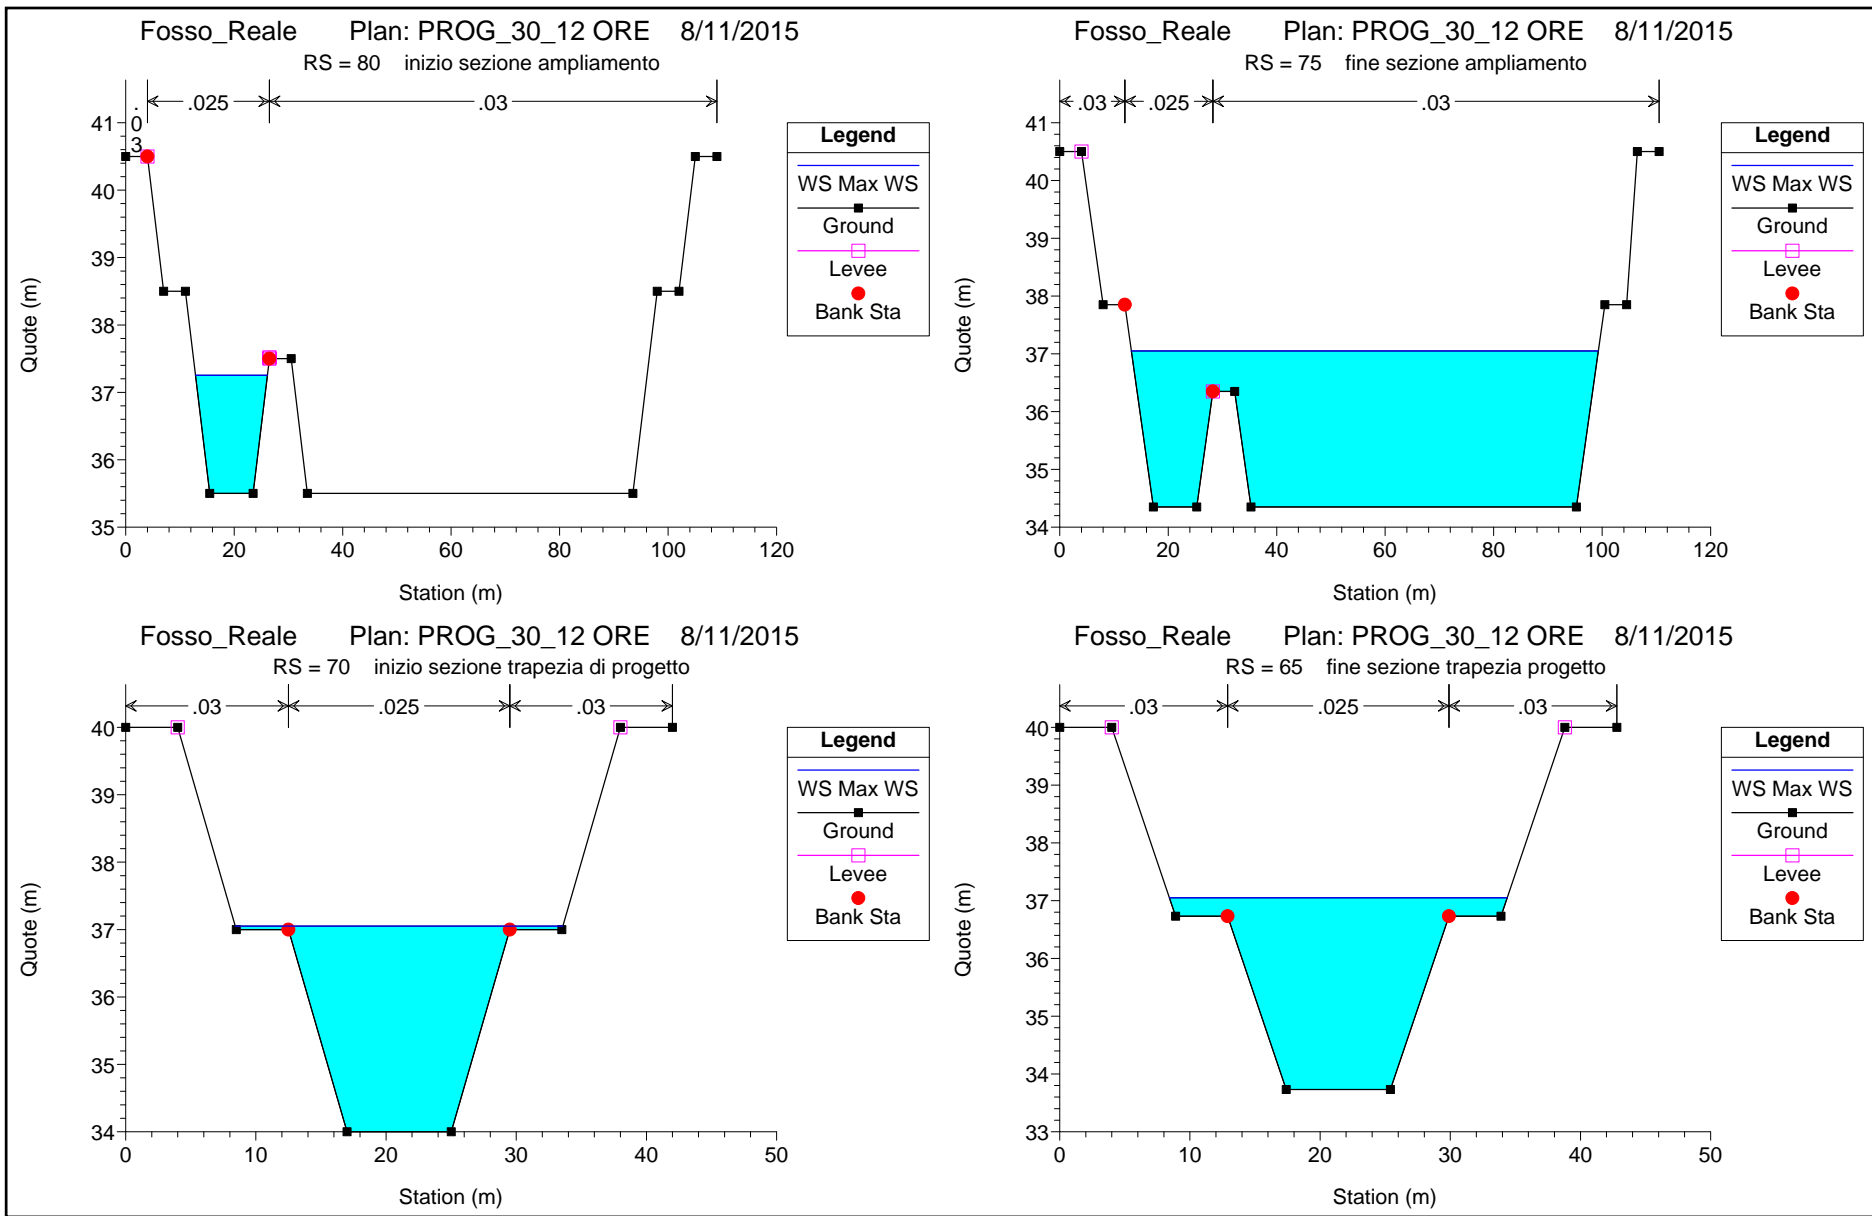 Fosso_Reale Plan: PROG_30_12 ORE 8/11/2015
RS = 80 inizio sezione ampliamento
.03
.025
.03
41
40
39
38
37
36
35
0 20 40 60 80 100 120
Station (m)
Quote (m)
Legend
WS Max WS
Ground
Levee
Bank Sta
Fosso_Reale Plan: PROG_30_12 ORE 8/11/2015
RS = 75 fine sezione ampliamento
.03
.025
.03
41
40
39
38
37
36
35
34
0 20 40 60 80 100 120
Station (m)
Quote (m)
Legend
WS Max WS
Ground
Levee
Bank Sta
Fosso_Reale Plan: PROG_30_12 ORE 8/11/2015
RS = 70 inizio sezione trapezia di progetto
.03
.025
.03
40
39
38
37
36
35
34
0 10 20 30 40 50
Station (m)
Quote (m)
Legend
WS Max WS
Ground
Levee
Bank Sta
Fosso_Reale Plan: PROG_30_12 ORE 8/11/2015
RS = 65 fine sezione trapezia progetto
.03
.025
.03
40
39
38
37
36
35
34
33
0 10 20 30 40 50
Station (m)
Quote (m)
Legend
WS Max WS
Ground
Levee
Bank Sta